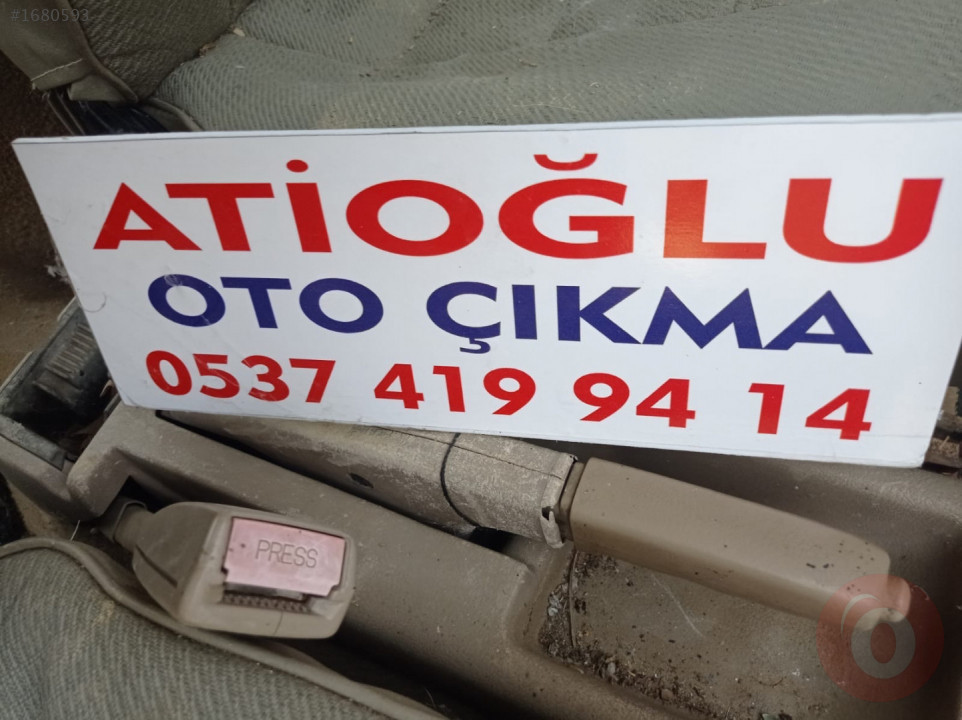 #1680593
ATİOĞLU
OTO ÇIKMA
0537 419 94 14
PRESS